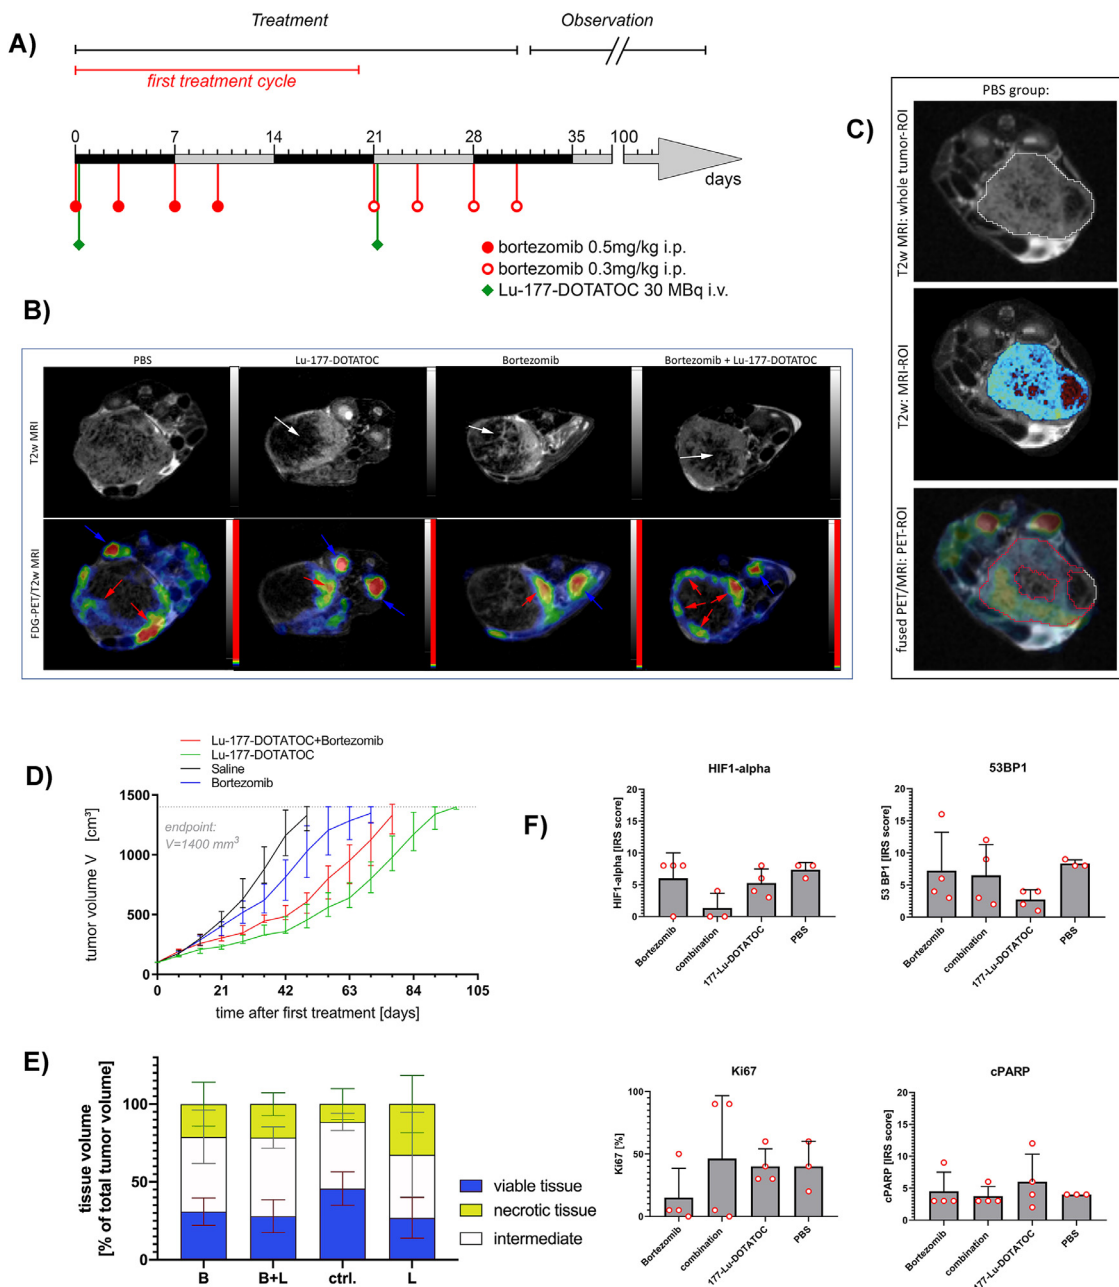 A)
Treatment
Observation
first treatment cycle
0 7 14 21 28 35 100
days
bortezomib 0.5mg/kg i.p.
bortezomib 0.3mg/kg i.p.
Lu-177-DOTATOC 30 MBq i.v.
B)
PBS
Lu-177-DOTATOC
Bortezomib
Bortezomib + Lu-177-DOTATOC
T2w MRI
FDG-PET/T2w MRI
C)
PBS group:
T2w MRI: whole tumor-ROI
T2w: MRI-ROI
fused PET/MRI: PET-ROI
D)
Lu-177-DOTATOC+Bortezomib
Lu-177-DOTATOC
Saline
Bortezomib
tumor volume V [cm³]
1500
1000
500
0
endpoint:
V=1400 mm³
0 21 42 63 84 105
time after first treatment [days]
E)
tissue volume
[% of total tumor volume]
100
50
0
B B+L ctrl. L
viable tissue
necrotic tissue
intermediate
F)
HIF1-alpha
HIF1-alpha [IRS score]
20
15
10
5
0
Bortezomib
combination
177-Lu-DOTATOC
PBS
53BP1
53 BP1 [IRS score]
20
15
10
5
0
Bortezomib
combination
177-Lu-DOTATOC
PBS
Ki67
Ki67 [%]
100
50
0
Bortezomib
combination
177-Lu-DOTATOC
PBS
cPARP
cPARP [IRS score]
20
15
10
5
0
Bortezomib
combination
177-Lu-DOTATOC
PBS